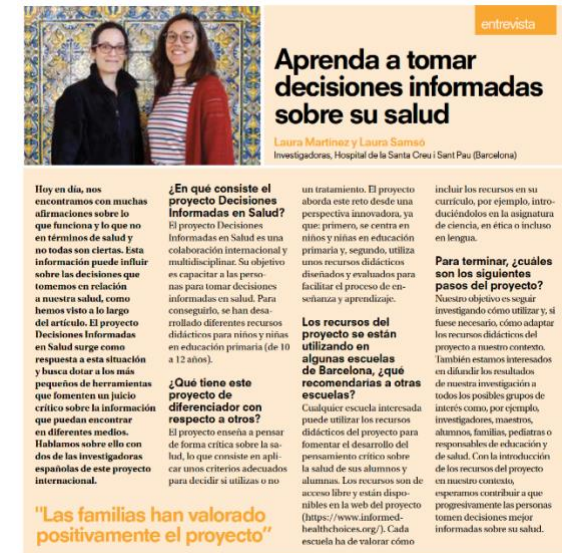 entrevista
Aprenda a tomar
decisiones informadas
sobre su salud
Laura Martínez y Laura Samsó
Investigadoras, Hospital de la Santa Creu i Sant Pau (Barcelona)
Hoy en día, nos
encontramos con muchas
afirmaciones sobre lo
que funciona y lo que no
en términos de salud y
no todas son ciertas. Esta
información puede influir
sobre las decisiones que
tomemos en relación
a nuestra salud, como
hemos visto a lo largo
del artículo. El proyecto
Decisiones Informadas
en Salud surge como
respuesta a esta situación
y busca dotar a los más
pequeños de herramientas
que fomenten un juicio
crítico sobre la información
que puedan encontrar
en diferentes medios.
Hablamos sobre ello con
dos de las investigadoras
españolas de este proyecto
internacional.
"Las familias han valorado
positivamente el proyecto"
¿En qué consiste el
proyecto Decisiones
Informadas en Salud?
El proyecto Decisiones
Informadas en Salud es una
colaboración internacional y
multidisciplinar. Su objetivo
es capacitar a las perso-
nas para tomar decisiones
informadas en salud. Para
conseguirlo, se han desa-
rrollado diferentes recursos
didácticos para niños y niñas
en educación primaria (de 10
a 12 años).
¿Qué tiene este
proyecto de
diferenciador con
respecto a otros?
El proyecto enseña a pensar
de forma crítica sobre la sa-
lud, lo que consiste en apli-
car unos criterios adecuados
para decidir si utilizas o no
un tratamiento. El proyecto
aborda este reto desde una
perspectiva innovadora, ya
que: primero, se centra en
niños y niñas en educación
primaria y, segundo, utiliza
unos recursos didácticos
diseñados y evaluados para
facilitar el proceso de en-
señanza y aprendizaje.
Los recursos del
proyecto se están
utilizando en
algunas escuelas
de Barcelona, ¿qué
recomendarías a otras
escuelas?
Cualquier escuela interesada
puede utilizar los recursos
didácticos del proyecto para
fomentar el desarrollo del
pensamiento crítico sobre
la salud de sus alumnos y
alumnas. Los recursos son de
acceso libre y están dispo-
nibles en la web del proyecto
(https://www.informed-
healthchoices.org/). Cada
escuela ha de valorar cómo
incluir los recursos en su
currículo, por ejemplo, intro-
duciéndolos en la asignatura
de ciencia, en ética o incluso
en lengua.
Para terminar, ¿cuáles
son los siguientes
pasos del proyecto?
Nuestro objetivo es seguir
investigando cómo utilizar y, si
fuese necesario, cómo adaptar
los recursos didácticos del
proyecto a nuestro contexto.
También estamos interesados
en difundir los resultados
de nuestra investigación a
todos los posibles grupos de
interés como, por ejemplo,
investigadores, maestros,
alumnos, familias, pediatras o
responsables de educación y
de salud. Con la introducción
de los recursos del proyecto
en nuestro contexto,
esperamos contribuir a que
progresivamente las personas
tomen decisiones mejor
informadas sobre su salud.